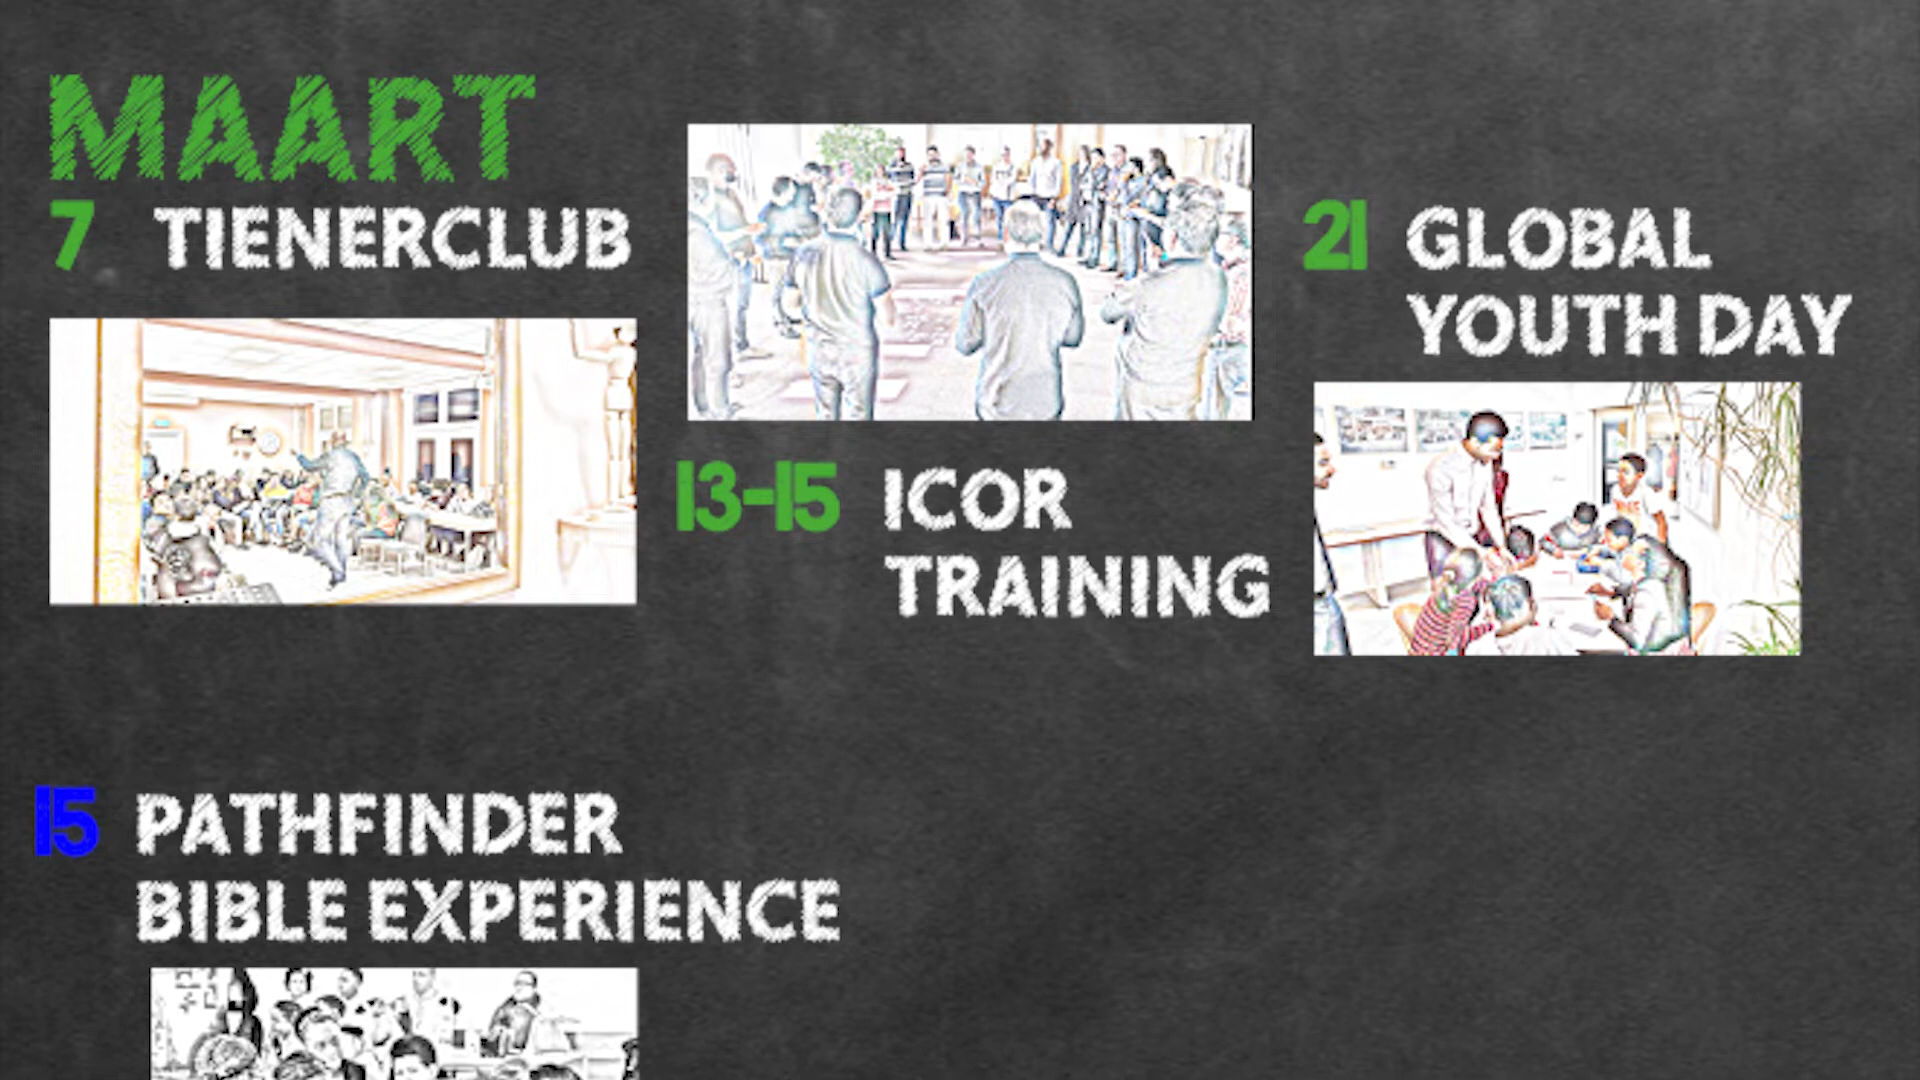 MAART
7 TIENERCLUB
13-15 ICOR
TRAINING
21 GLOBAL
YOUTH DAY
15 PATHFINDER
BIBLE EXPERIENCE